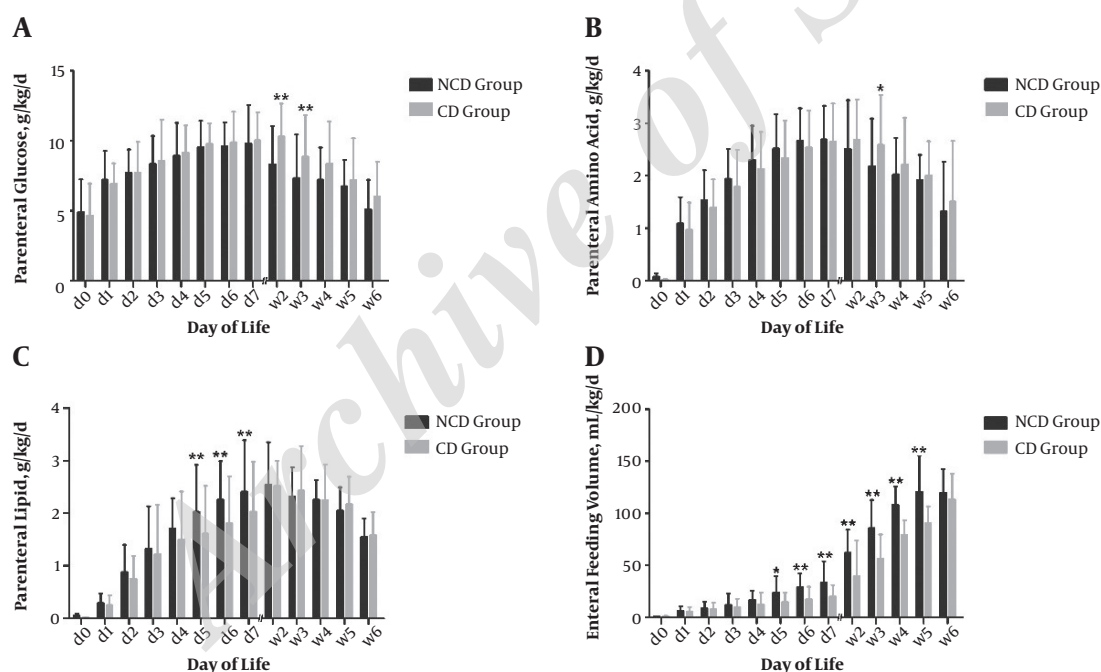 A
Parenteral Glucose, g/kg/d
15
10
5
0
** **
d0 d1 d2 d3 d4 d5 d6 d7 w2 w3 w4 w5 w6
Day of Life
NCD Group
CD Group
B
Parenteral Amino Acid, g/kg/d
4
3
2
1
0
*
d0 d1 d2 d3 d4 d5 d6 d7 w2 w3 w4 w5 w6
Day of Life
NCD Group
CD Group
C
Parenteral Lipid, g/kg/d
4
3
2
1
0
** ** **
d0 d1 d2 d3 d4 d5 d6 d7 w2 w3 w4 w5 w6
Day of Life
NCD Group
CD Group
D
Enteral Feeding Volume, mL/kg/d
200
150
100
50
0
* ** ** ** ** ** **
d0 d1 d2 d3 d4 d5 d6 d7 w2 w3 w4 w5 w6
Day of Life
NCD Group
CD Group
Archive of S